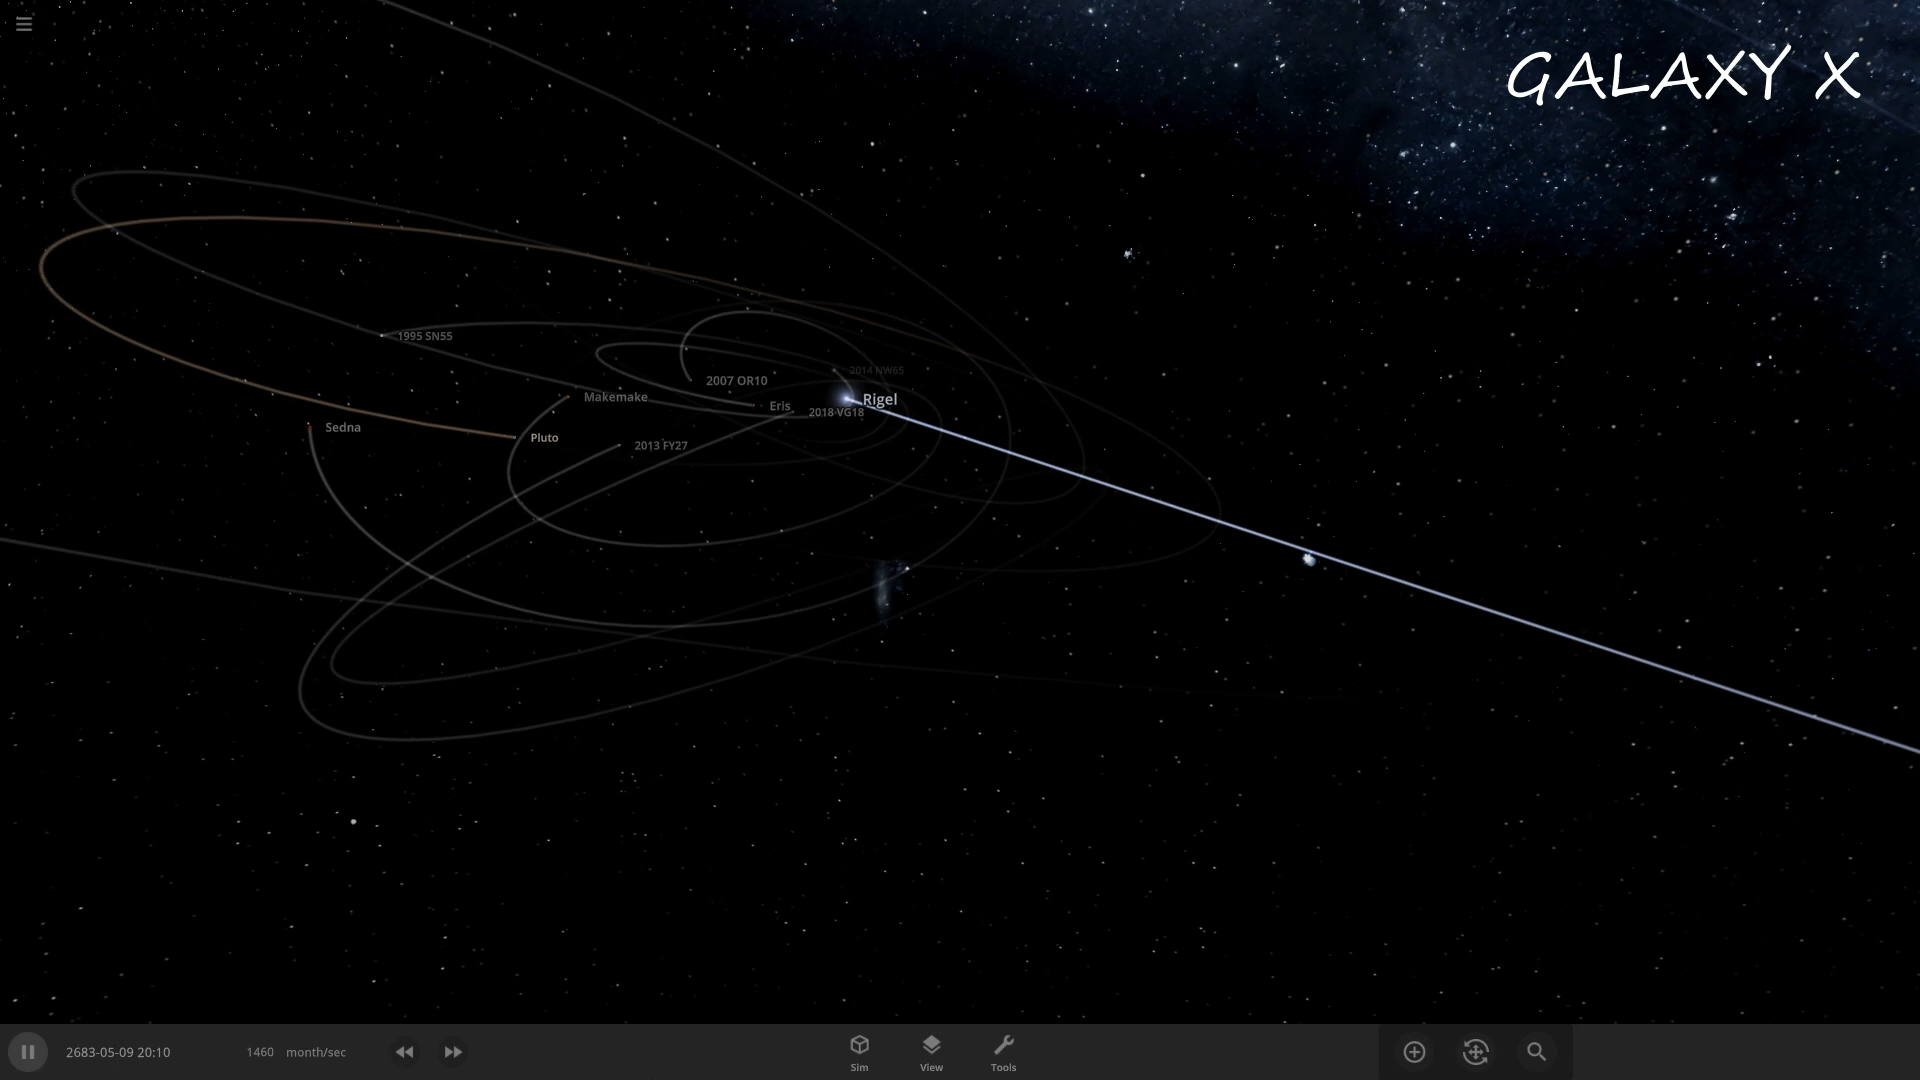 GALAXY X
1995 SN55
2014 NW65
2007 OR10
Makemake
Rigel
Eris
2018 VG18
Sedna
Pluto
2013 FY27
2683-05-09 20:10
1460 month/sec
Sim
View
Tools